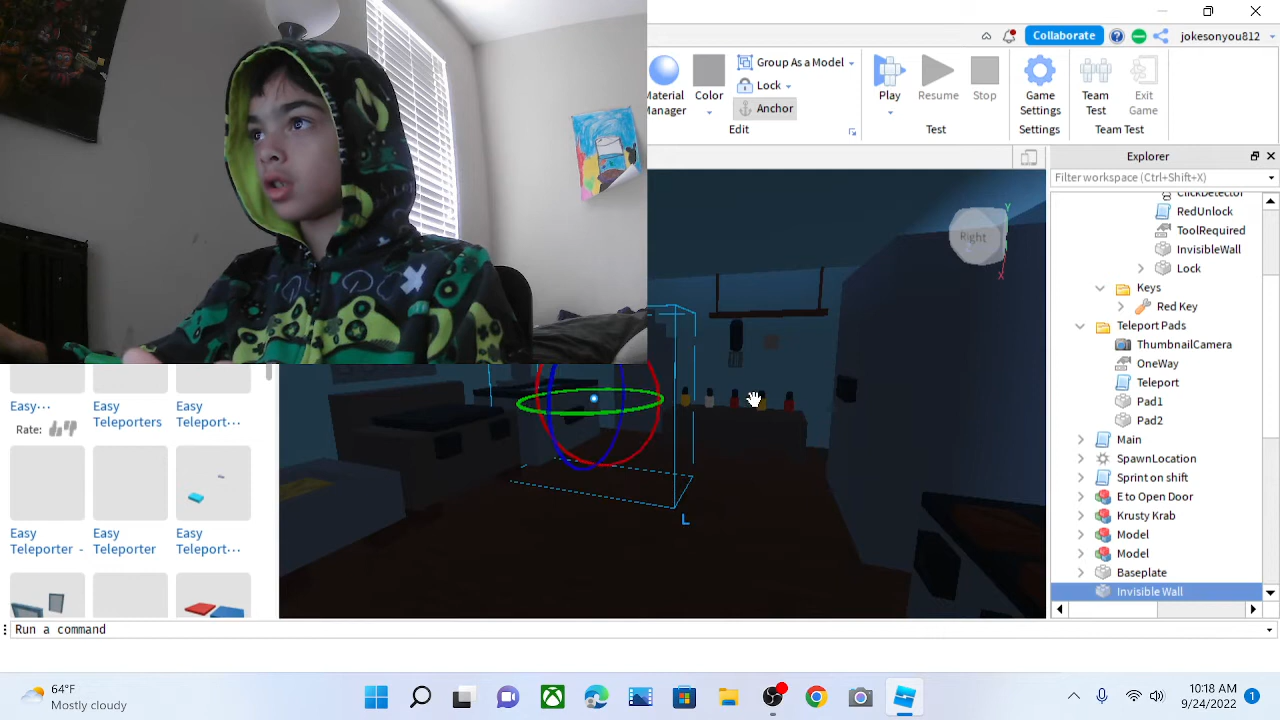 Collaborate
jokesonyou812
Group As a Model
Lock
Anchor
Material
Manager
Color
Edit
Play
Resume
Stop
Test
Game
Settings
Settings
Team
Test
Exit
Game
Team Test
Explorer
Filter workspace (Ctrl+Shift+X)
ClickDetector
RedUnlock
ToolRequired
InvisibleWall
Lock
Keys
Red Key
Teleport Pads
ThumbnailCamera
OneWay
Teleport
Pad1
Pad2
Main
SpawnLocation
Sprint on shift
E to Open Door
Krusty Krab
Model
Model
Baseplate
Invisible Wall
Right
Y
X
L
Easy...
Easy
Teleporters
Easy
Teleport...
Rate:
Easy
Teleporter -
Easy
Teleporter
Easy
Teleport...
Run a command
64°F
Mostly cloudy
10:18 AM
9/24/2022
1